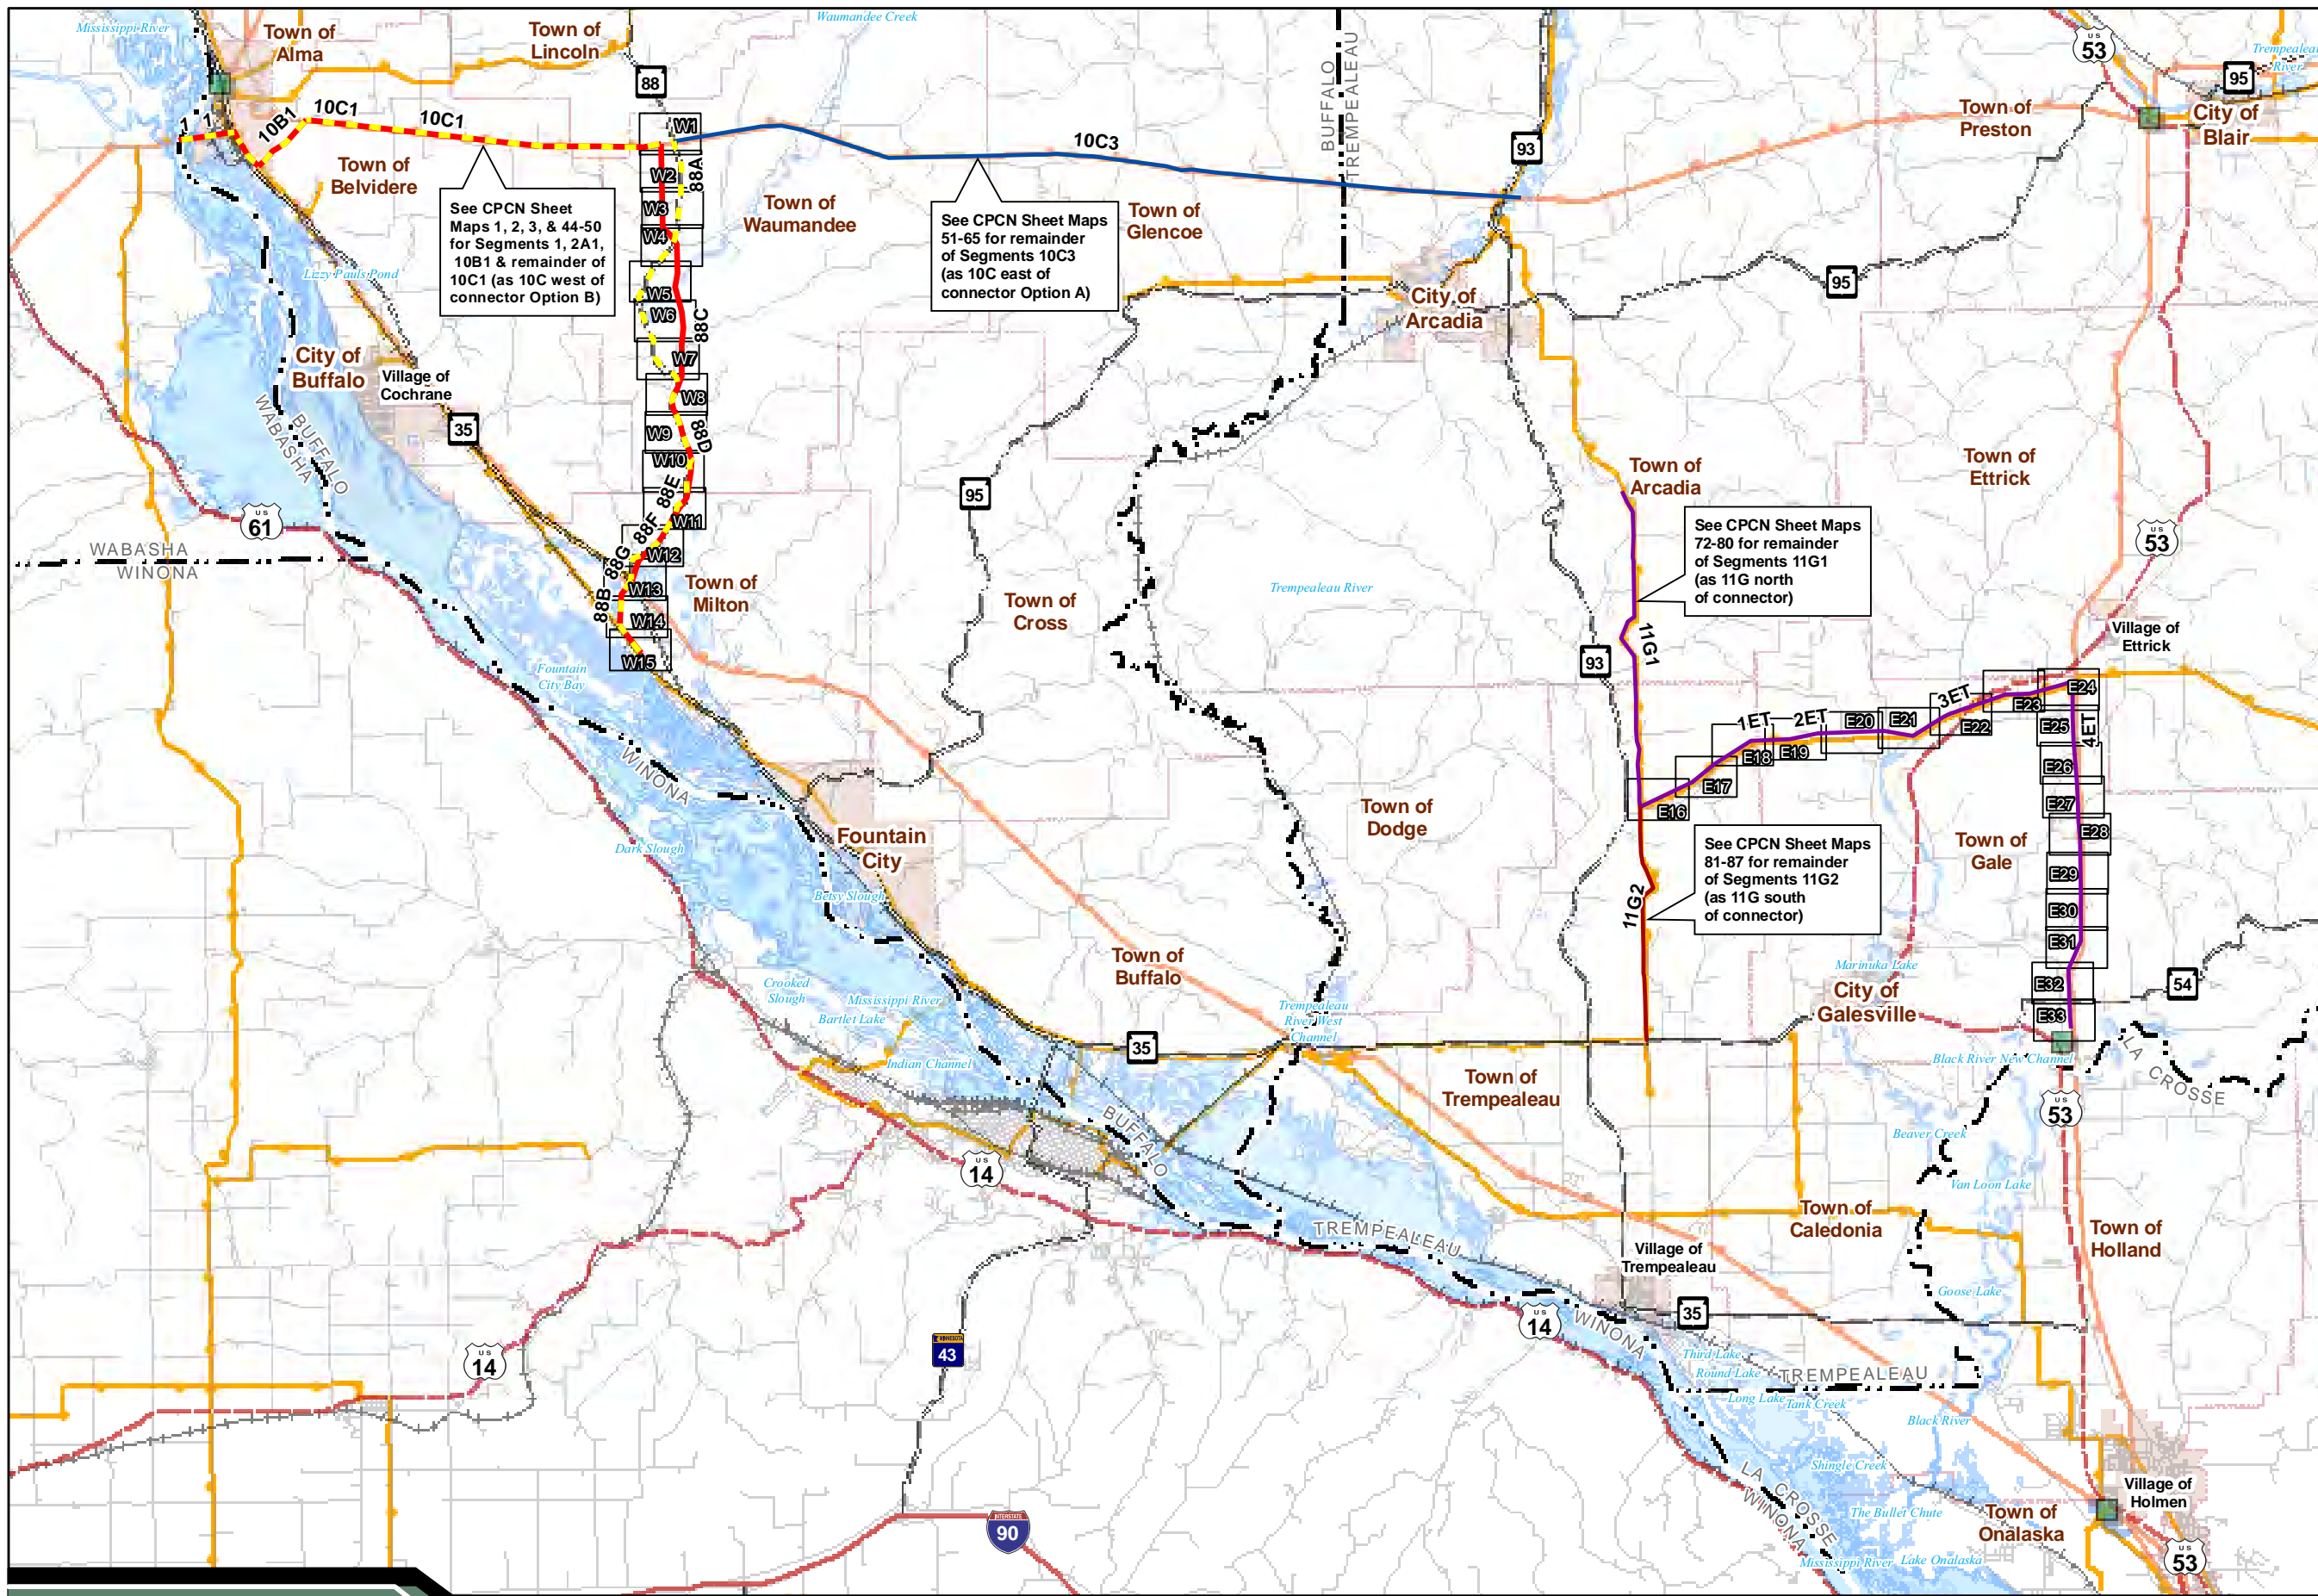 Mississippi River
Town of
Alma
Town of
Lincoln
Waumandee Creek
88
BUFFALO
TREMPEALEAU
US
53
Trempealeau
River
95
Town of
Preston
City of
Blair
93
1
1
10B1
10C1
10C1
W1
10C3
Town of
Belvidere
See CPCN Sheet
Maps 1, 2, 3, & 44-50
for Segments 1, 2A1,
10B1 & remainder of
10C1 (as 10C west of
connector Option B)
W2
88A
W3
W4
Town of
Waumandee
See CPCN Sheet Maps
51-65 for remainder
of Segments 10C3
(as 10C east of
connector Option A)
Town of
Glencoe
Lizzy Pauls Pond
W5
W6
88C
W7
City of
Arcadia
95
City of
Buffalo
Village of
Cochrane
W8
35
W9
88D
W10
BUFFALO
WABASHA
88E
W11
88F
W12
88G
W13
88B
W14
W15
US
61
WABASHA
WINONA
95
Town of
Arcadia
Town of
Ettrick
See CPCN Sheet Maps
72-80 for remainder
of Segments 11G1
(as 11G north
of connector)
US
53
Town of
Milton
Town of
Cross
Trempealeau River
11G1
93
Village of
Ettrick
Fountain
City Bay
1ET
2ET
3ET
E16
E17
E18
E19
E20
E21
E22
E23
E24
E25
4ET
E26
E27
E28
E29
E30
E31
E32
E33
WINONA
Town of
Dodge
Town of
Gale
Fountain
City
Dark Slough
Betsy Slough
See CPCN Sheet Maps
81-87 for remainder
of Segments 11G2
(as 11G south
of connector)
11G2
Town of
Buffalo
Marinuka Lake
City of
Galesville
54
Crooked
Slough
Mississippi River
Bartlet Lake
Trempealeau
River West
Channel
35
Indian Channel
Black River New Channel
LA CROSSE
Town of
Trempealeau
US
53
BUFFALO
US
14
Beaver Creek
Van Loon Lake
Town of
Caledonia
Town of
Holland
TREMPEALEAU
Village of
Trempealeau
Goose Lake
35
US
14
WINONA
MINNESOTA
43
US
14
Third Lake
Round Lake
TREMPEALEAU
Long Lake
Tank Creek
Black River
Shingle Creek
LA CROSSE
WINONA
Village of
Holmen
The Bullet Chute
Town of
Onalaska
INTERSTATE
90
Mississippi River
Lake Onalaska
US
53